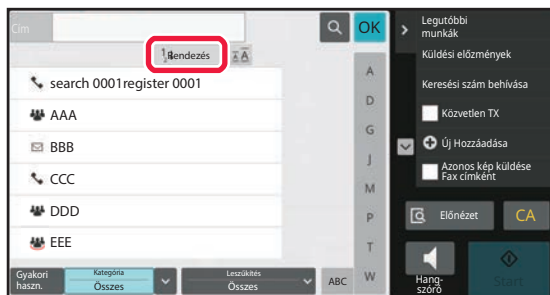 Cím
OK
Rendezés
search 0001register 0001
AAA
BBB
CCC
DDD
EEE
A
D
G
J
M
P
T
W
Gyakori
haszn.
Kategória
Összes
Leszűkítés
Összes
ABC
Legutóbbi
munkák
Küldési előzmények
Keresési szám behívása
Közvetlen TX
Új Hozzáadása
Azonos kép küldése
Fax címként
Előnézet
CA
Hang-
szóró
Start